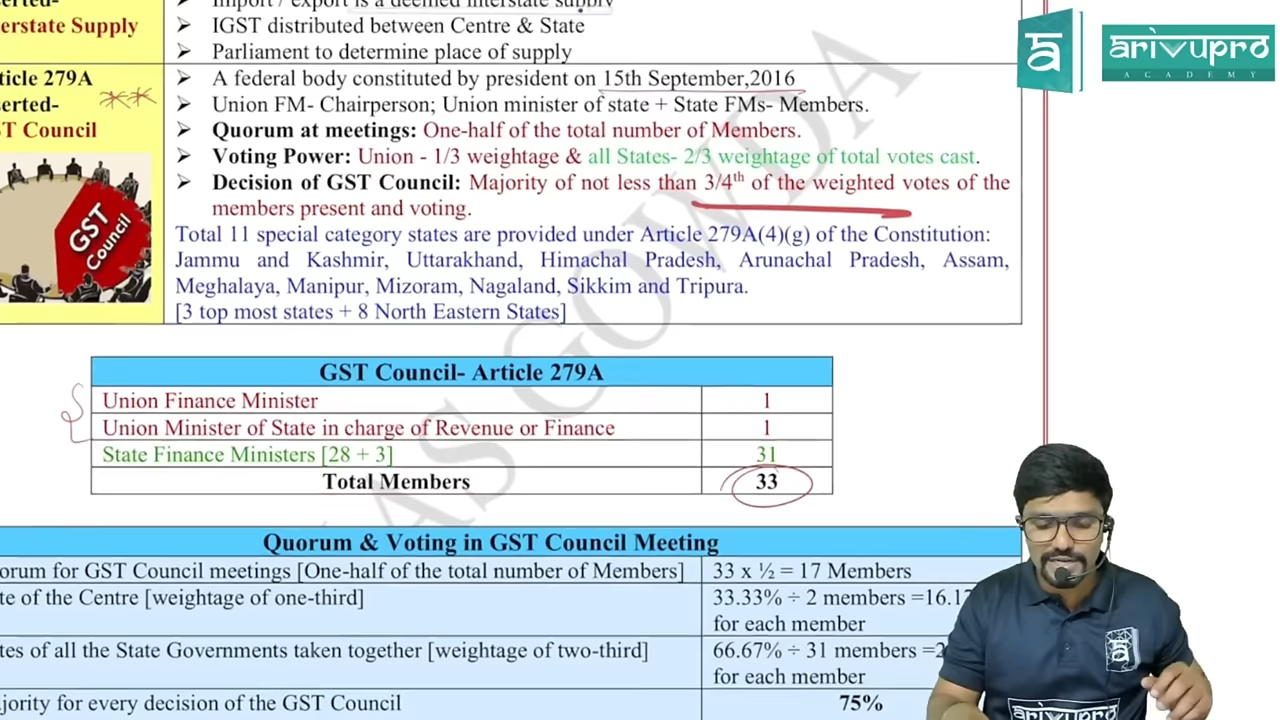 Import / export is a deemed interstate supply
erstate Supply
IGST distributed between Centre & State
Parliament to determine place of supply
ticle 279A
A federal body constituted by president on 15th September,2016
erted-
Union FM- Chairperson; Union minister of state + State FMs- Members.
ST Council
Quorum at meetings: One-half of the total number of Members.
Voting Power: Union - 1/3 weightage & all States- 2/3 weightage of total votes cast.
Decision of GST Council: Majority of not less than 3/4th of the weighted votes of the
members present and voting.
GST
Council
Total 11 special category states are provided under Article 279A(4)(g) of the Constitution:
Jammu and Kashmir, Uttarakhand, Himachal Pradesh, Arunachal Pradesh, Assam,
Meghalaya, Manipur, Mizoram, Nagaland, Sikkim and Tripura.
[3 top most states + 8 North Eastern States]
GST Council- Article 279A
Union Finance Minister 1
Union Minister of State in charge of Revenue or Finance 1
State Finance Ministers [28 + 3] 31
Total Members 33
Quorum & Voting in GST Council Meeting
orum for GST Council meetings [One-half of the total number of Members] 33 x ½ = 17 Members
te of the Centre [weightage of one-third] 33.33% ÷ 2 members =16.1
for each member
tes of all the State Governments taken together [weightage of two-third] 66.67% ÷ 31 members =2
for each member
jority for every decision of the GST Council 75%
AS GOWDA
arivupro
ACADEMY
arivupro